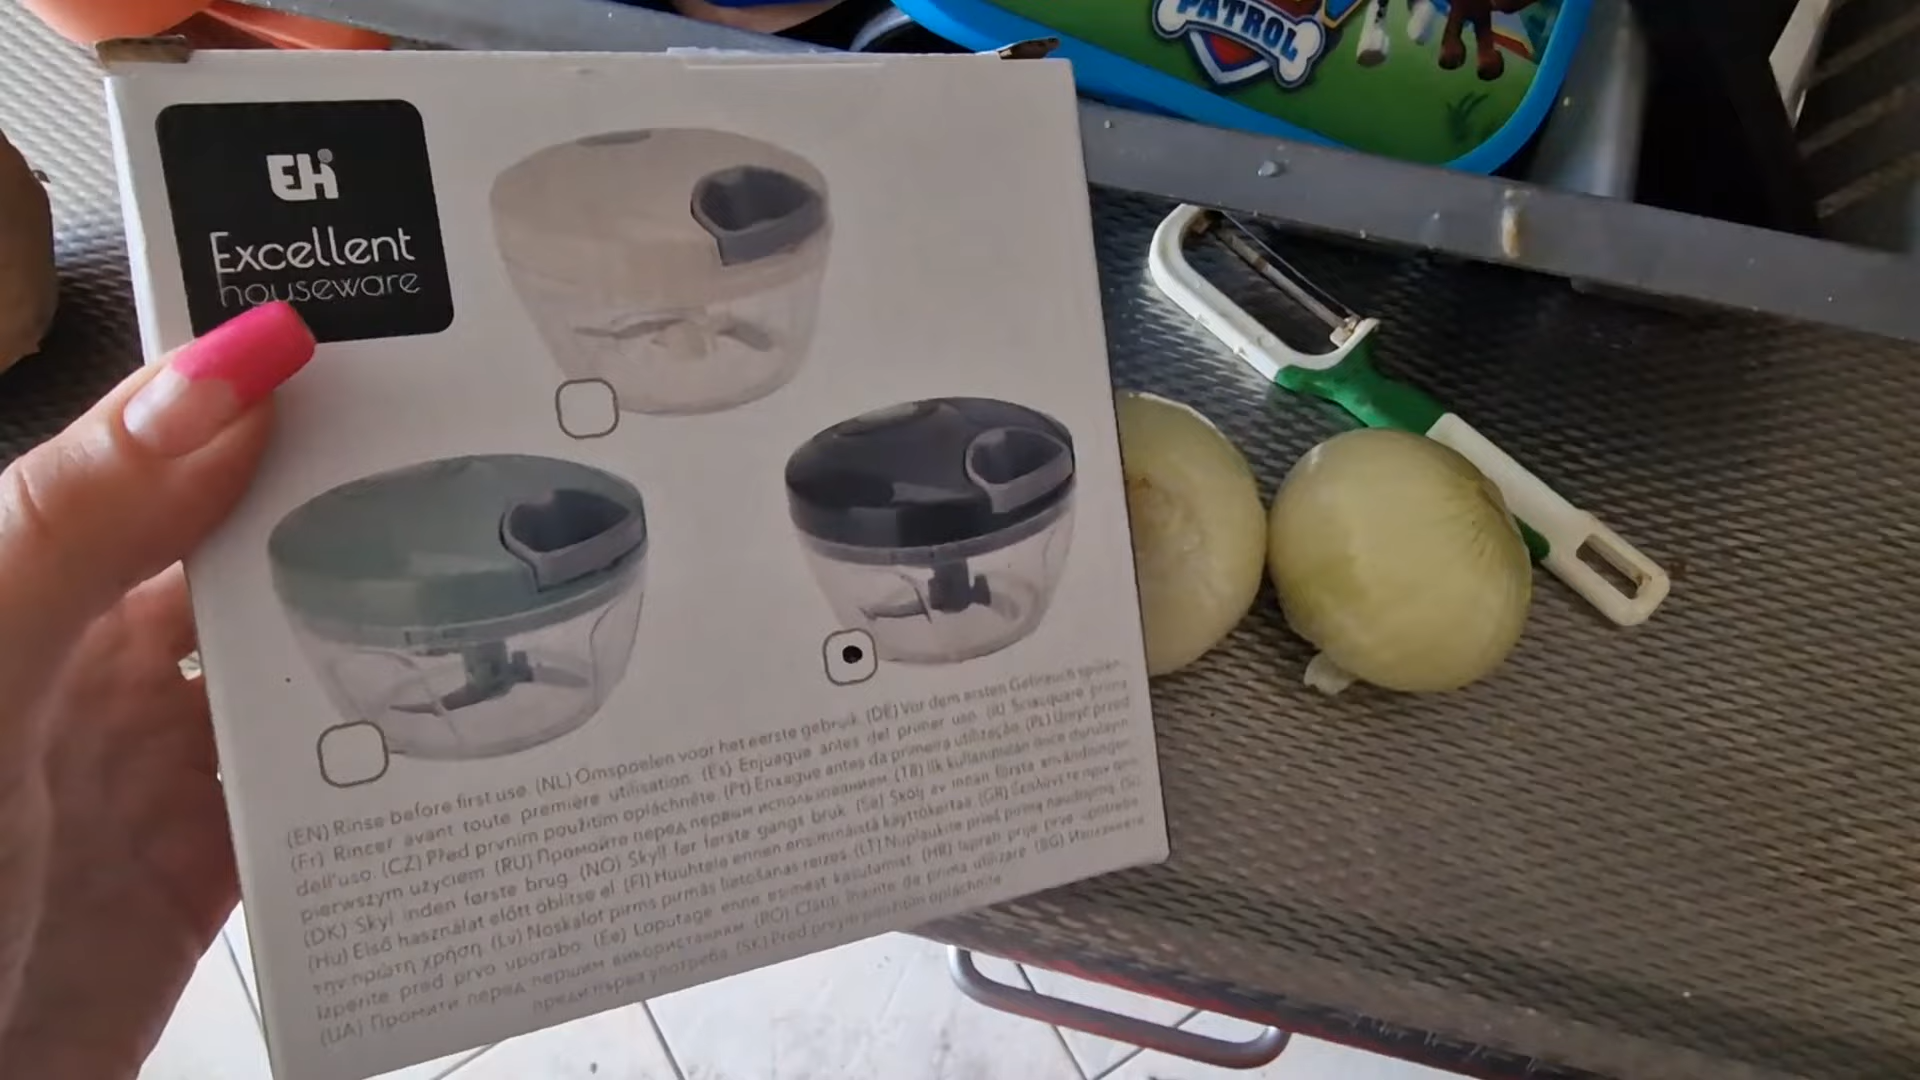 PATROL
EH
Excellent
houseware
(EN) Rinse before first use. (NL) Omspoelen voor het eerste gebruik. (DE) Vor dem ersten Gebrauch spülen.
(Fr) Rincer avant toute première utilisation. (Es) Enjuague antes del primer uso. (It) Sciacquare prima
dell'uso. (CZ) Před prvním použitím opláchněte. (Pt) Enxague antes da primeira utilização. (PL) Umyć przed
pierwszym użyciem. (RU) Промойте перед первым использованием. (TR) İlk kullanımdan önce durulayın.
(DK) Skyl inden første brug. (NO) Skyll før første gangs bruk. (Se) Skölj av innan första användningen.
(Hu) Első használat előtt öblítse el. (FI) Huuhtele ennen ensimmäistä käyttökertaa. (GR)
την πρώτη χρήση. (Lv) Noskalot pirms pirmās lietošanas reizes. (LT) Nuplaukite prieš pirmą naudojimą. (SI)
Izperite pred prvo uporabo. (Ee) Loputage enne esimest kasutamist. (HR) Isprati prije prve upotrebe.
(UA) Промити перед першим використанням. (RO) Clătiți înainte de prima utilizare. (BG) Изплакнете
преди първа употреба. (SK) Pred prvým použitím opláchnite.